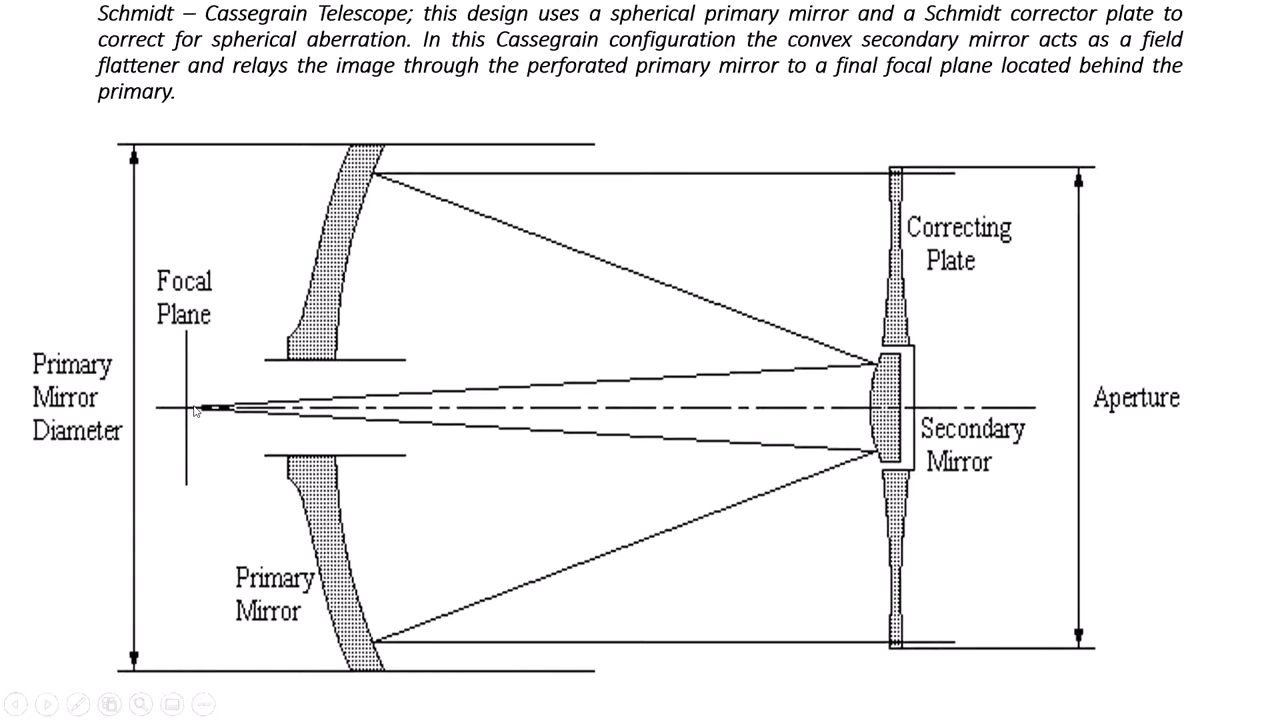 Schmidt – Cassegrain Telescope; this design uses a spherical primary mirror and a Schmidt corrector plate to
correct for spherical aberration. In this Cassegrain configuration the convex secondary mirror acts as a field
flattener and relays the image through the perforated primary mirror to a final focal plane located behind the
primary.
Correcting
Plate
Focal
Plane
Primary
Mirror
Diameter
Aperture
Secondary
Mirror
Primary
Mirror